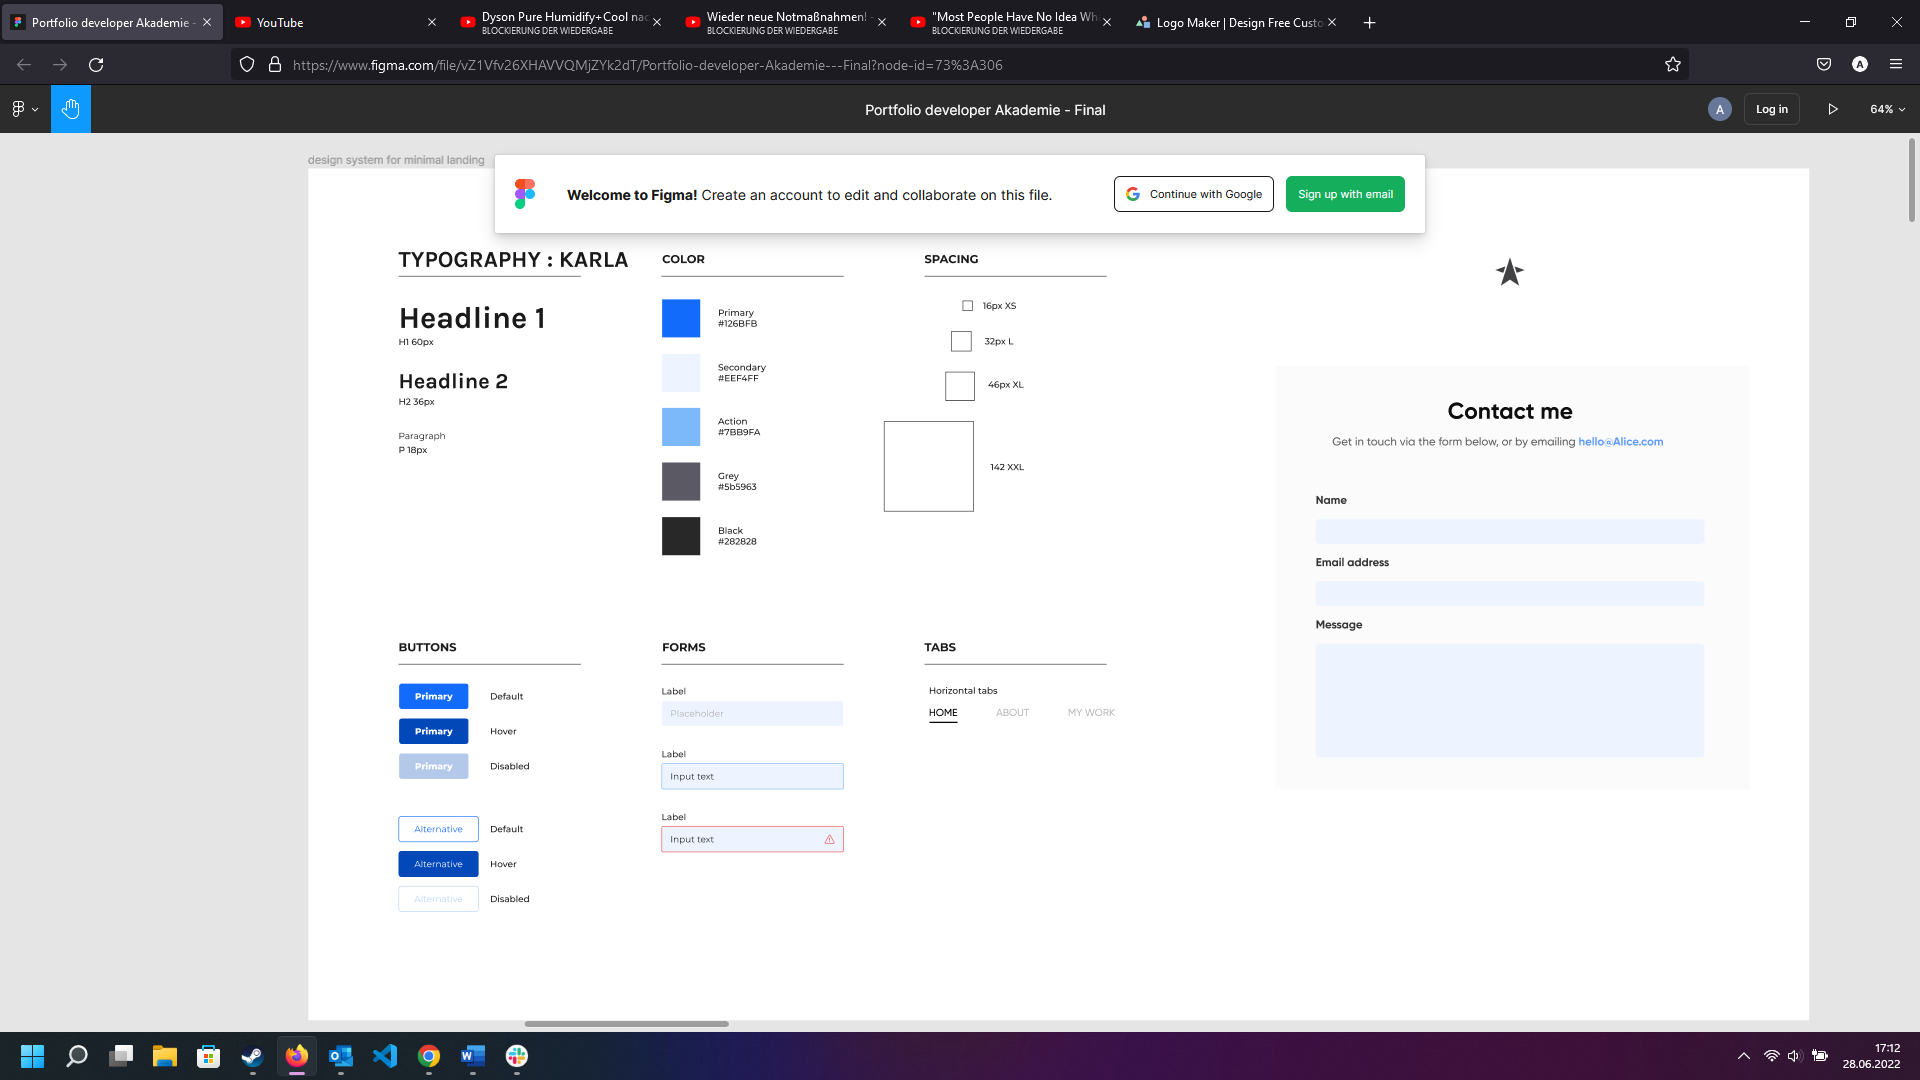 Portfolio developer Akademie -
YouTube
Dyson Pure Humidify+Cool nac
BLOCKIERUNG DER WIEDERGABE
Wieder neue Notmaßnahmen! -
BLOCKIERUNG DER WIEDERGABE
"Most People Have No Idea Wh
BLOCKIERUNG DER WIEDERGABE
Logo Maker | Design Free Custo
https://www.figma.com/file/vZ1Vfv26XHAVVQMjZYk2dT/Portfolio-developer-Akademie---Final?node-id=73%3A306
A
Portfolio developer Akademie - Final
A
Log in
64%
design system for minimal landing
Welcome to Figma! Create an account to edit and collaborate on this file.
Continue with Google
Sign up with email
TYPOGRAPHY : KARLA
Headline 1
H1 60px
Headline 2
H2 36px
Paragraph
P 18px
COLOR
Primary
#126BFB
Secondary
#EEF4FF
Action
#7BB9FA
Grey
#5b5963
Black
#282828
SPACING
16px XS
32px L
46px XL
142 XXL
Contact me
Get in touch via the form below, or by emailing hello@Alice.com
Name
Email address
Message
BUTTONS
Primary Default
Primary Hover
Primary Disabled
Alternative Default
Alternative Hover
Alternative Disabled
FORMS
Label
Placeholder
Label
Input text
Label
Input text
TABS
Horizontal tabs
HOME ABOUT MY WORK
17:12
28.06.2022